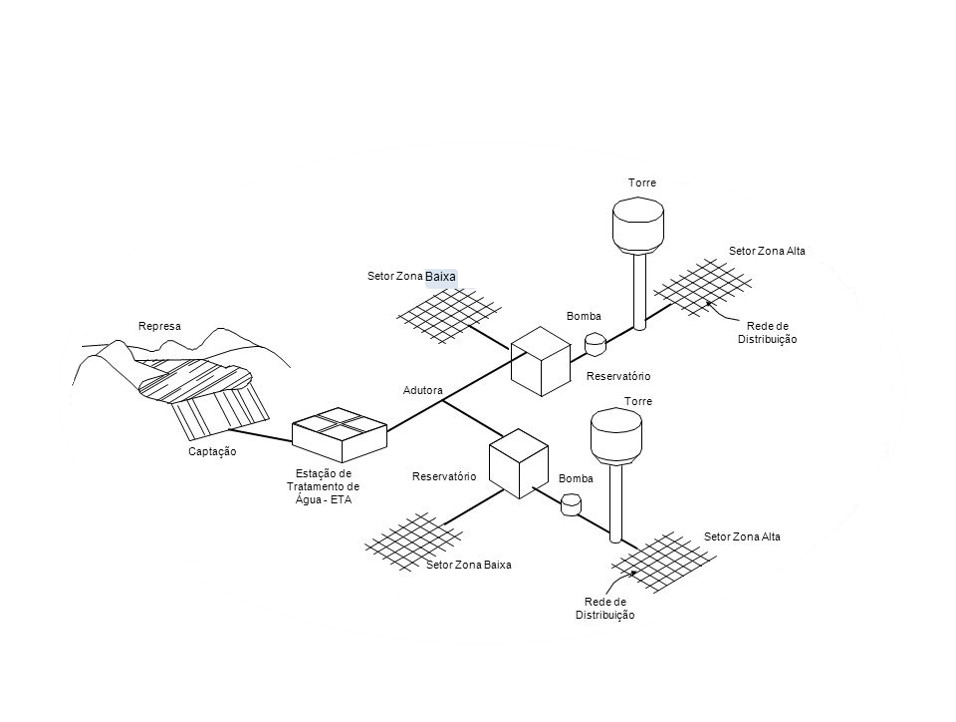 Torre
Setor Zona Alta
Setor Zona Baixa
Bomba
Represa
Rede de
Distribuição
Reservatório
Adutora
Torre
Captação
Estação de
Tratamento de
Água - ETA
Reservatório
Bomba
Setor Zona Alta
Setor Zona Baixa
Rede de
Distribuição